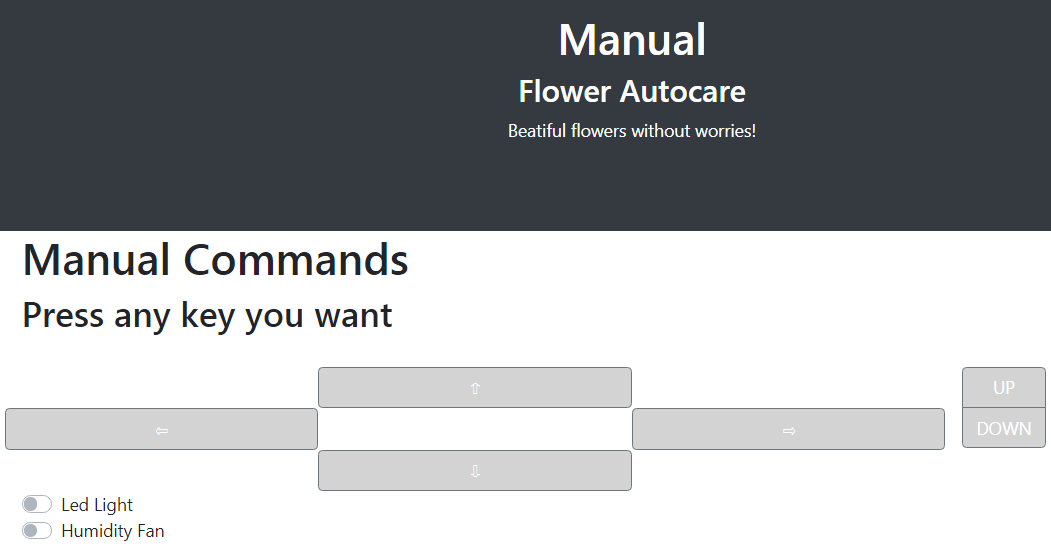 Manual
Flower Autocare
Beatiful flowers without worries!
Manual Commands
Press any key you want
⇧
UP
⇦
⇨
DOWN
⇩
Led Light
Humidity Fan